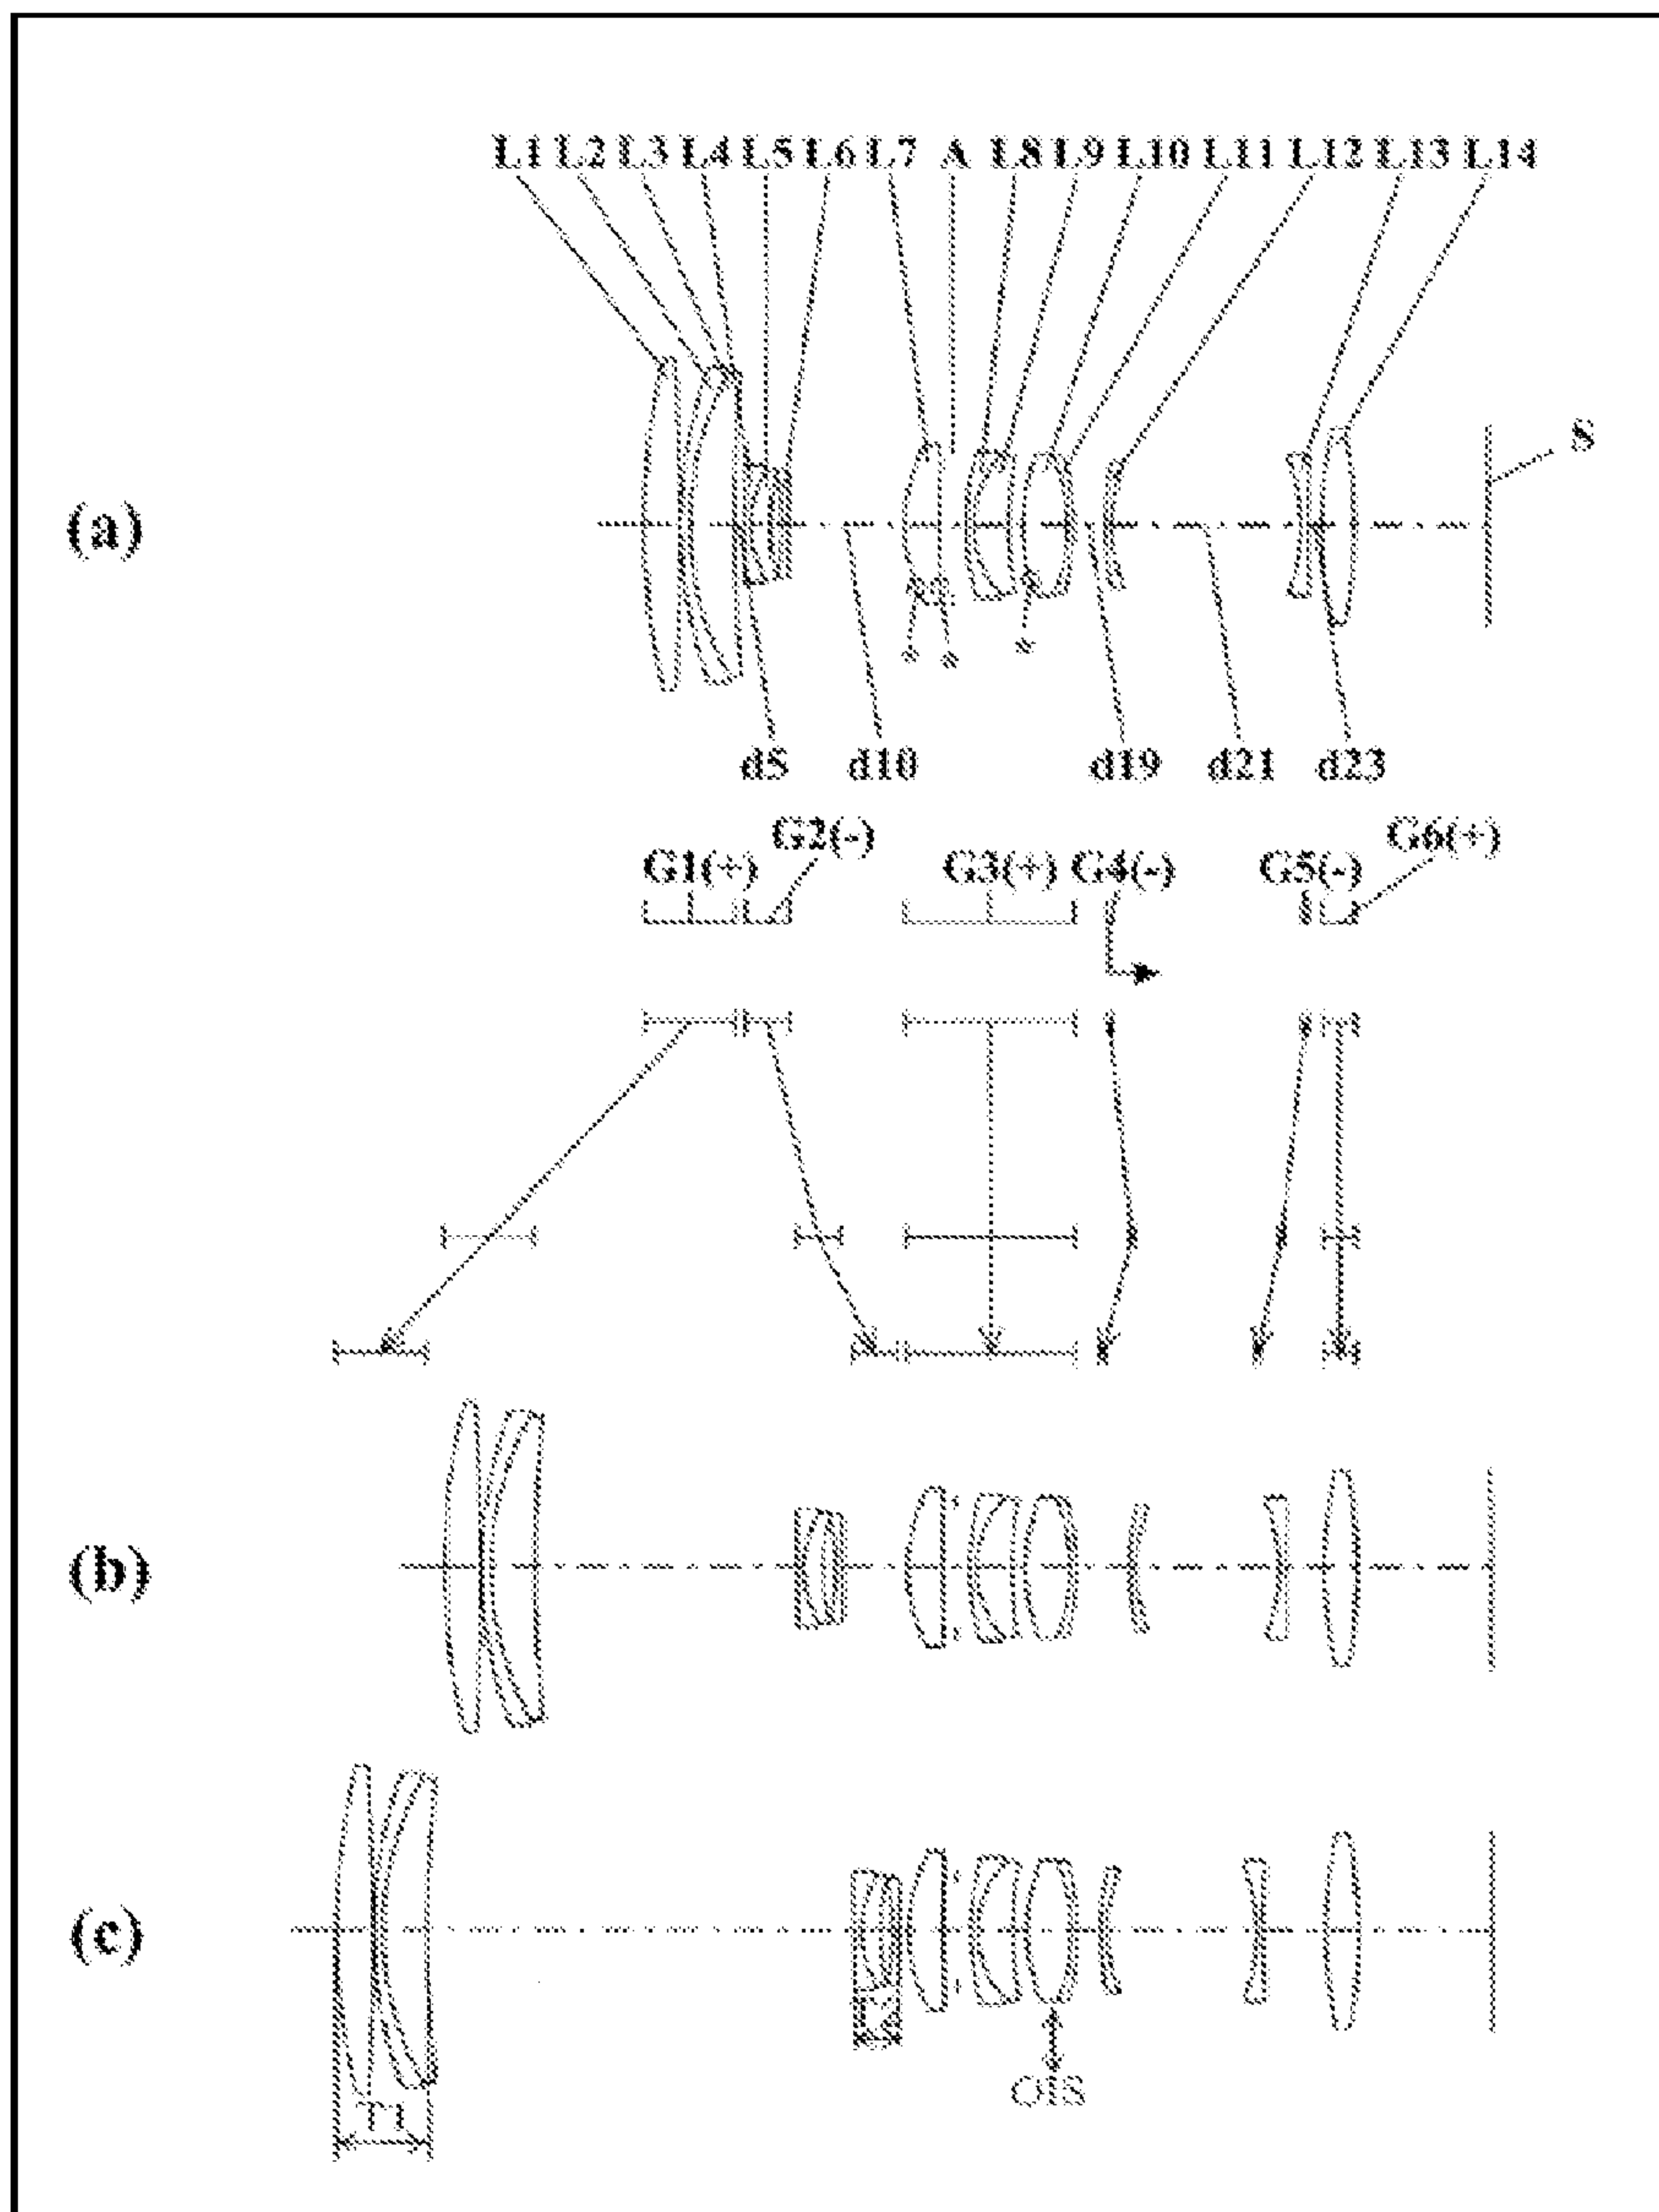 L1 L2 L3 L4 L5 L6 L7 A L8 L9 L10 L11 L12 L13 L14
S
(a)
* * *
d5 d10 d19 d21 d23
G1(+) G2(-) G3(+) G4(-) G5(-) G6(+)
(b)
(c)
OIS
T1